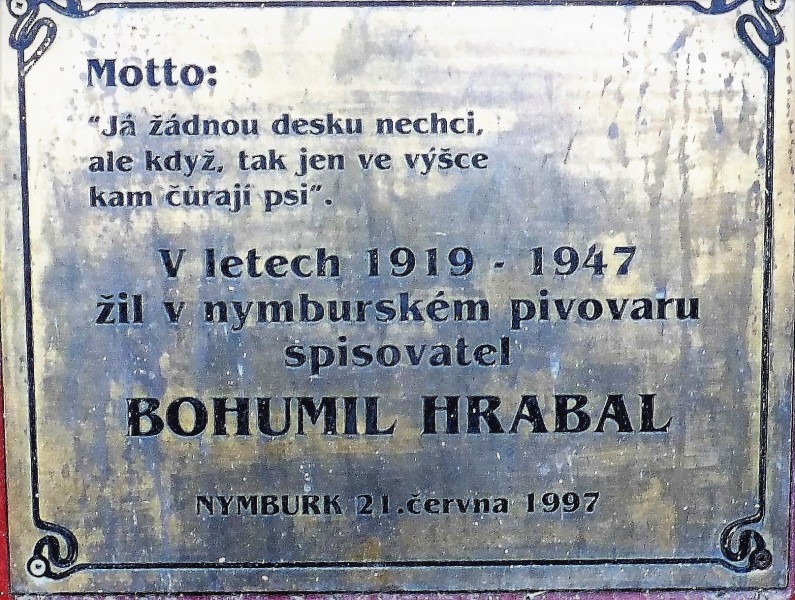 Motto:
"Já žádnou desku nechci,
ale když, tak jen ve výšce
kam čůrají psi".
V letech 1919 - 1947
žil v nymburském pivovaru
spisovatel
BOHUMIL HRABAL
NYMBURK 21.června 1997